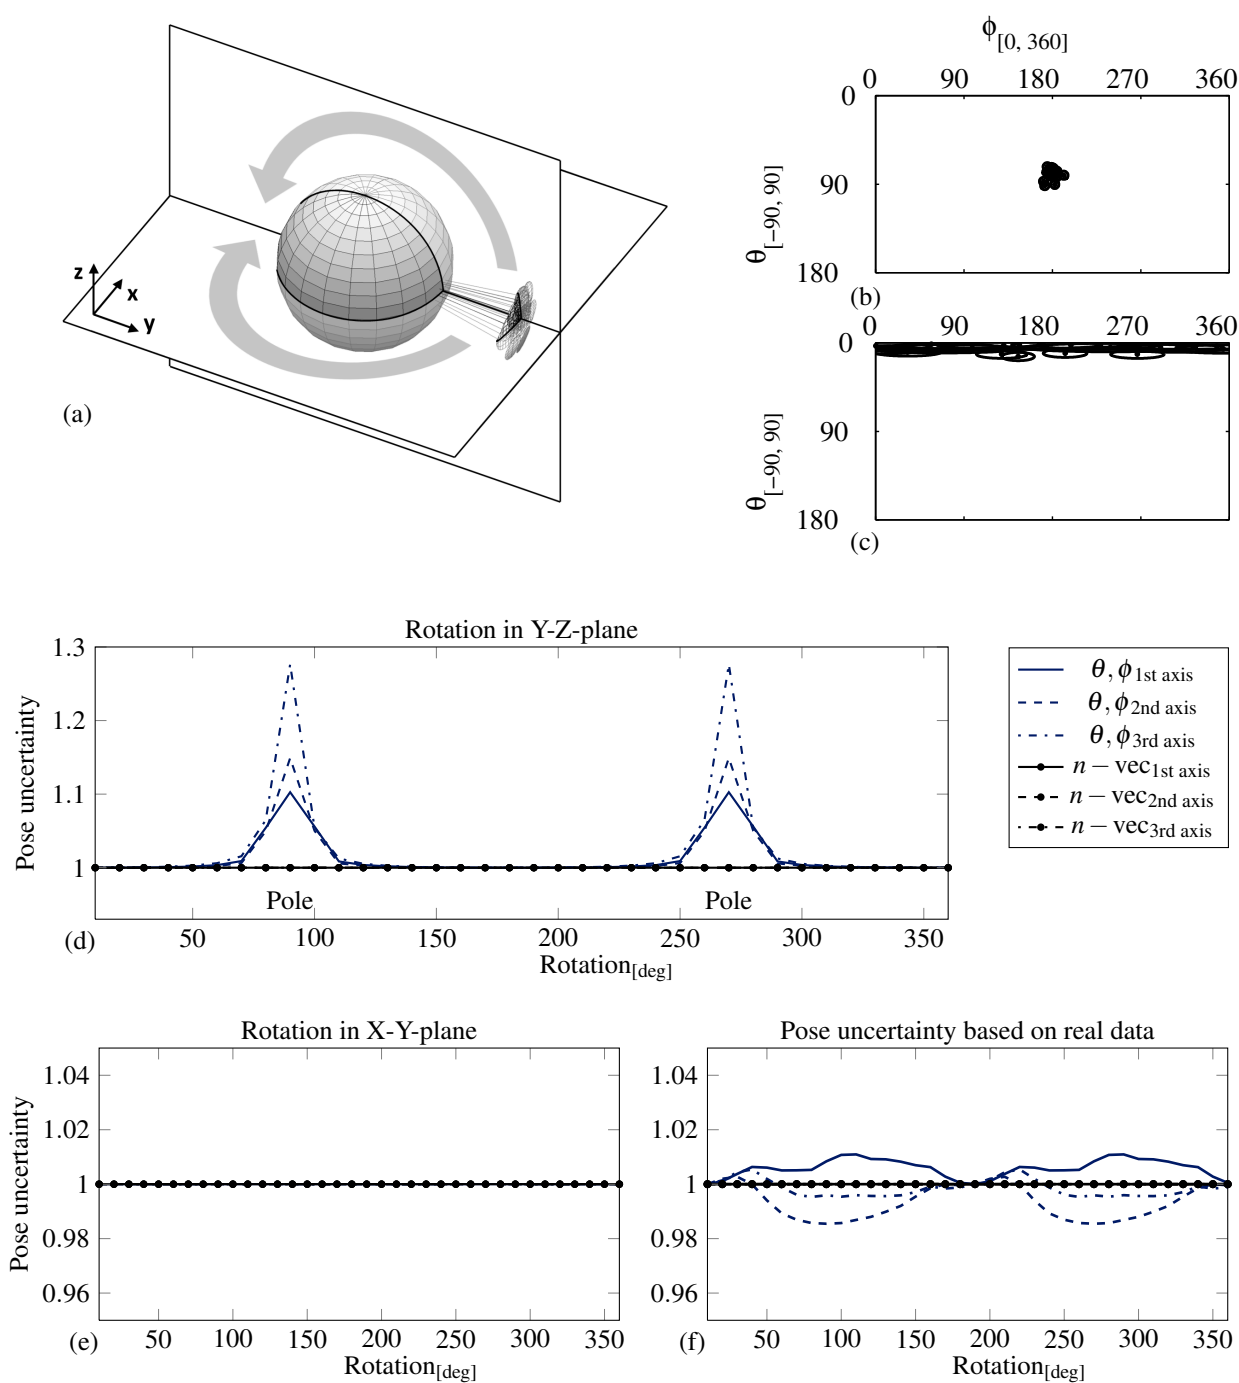 z
x
y
(a)
ϕ[0, 360]
0 90 180 270 360
0
90
180
θ[−90, 90]
(b)
0 90 180 270 360
0
90
180
θ[−90, 90]
(c)
Rotation in Y-Z-plane
1.3
1.2
1.1
1
Pose uncertainty
Pole Pole
50 100 150 200 250 300 350
(d)
Rotation[deg]
θ, ϕ1st axis
θ, ϕ2nd axis
θ, ϕ3rd axis
n − vec1st axis
n − vec2nd axis
n − vec3rd axis
Rotation in X-Y-plane
1.04
1.02
1
0.98
0.96
Pose uncertainty
50 100 150 200 250 300 350
(e)
Rotation[deg]
Pose uncertainty based on real data
1.04
1.02
1
0.98
0.96
50 100 150 200 250 300 350
(f)
Rotation[deg]